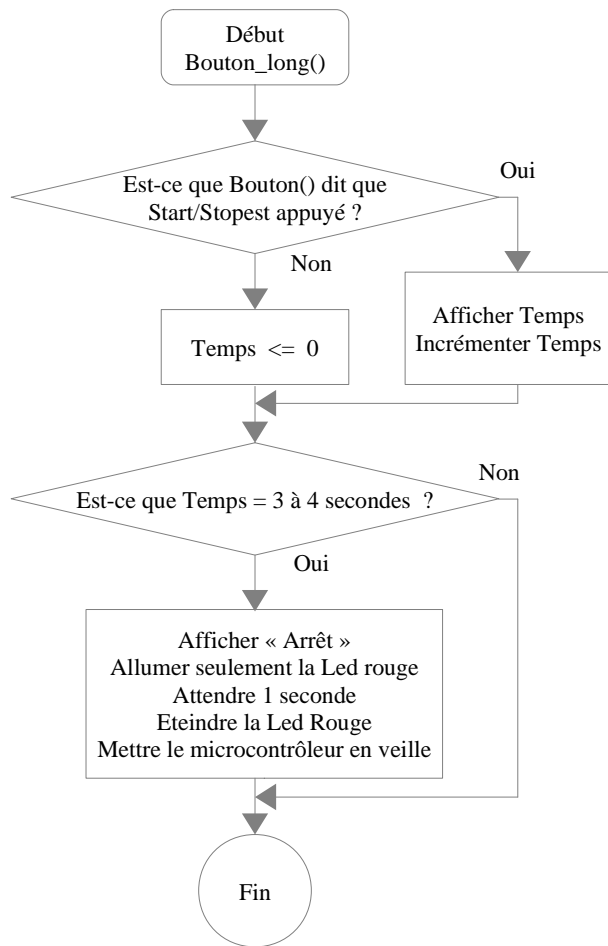 Début
Bouton_long()
Oui
Est-ce que Bouton() dit que
Start/Stopest appuyé ?
Non
Afficher Temps
Incrémenter Temps
Temps <= 0
Non
Est-ce que Temps = 3 à 4 secondes ?
Oui
Afficher « Arrêt »
Allumer seulement la Led rouge
Attendre 1 seconde
Eteindre la Led Rouge
Mettre le microcontrôleur en veille
Fin